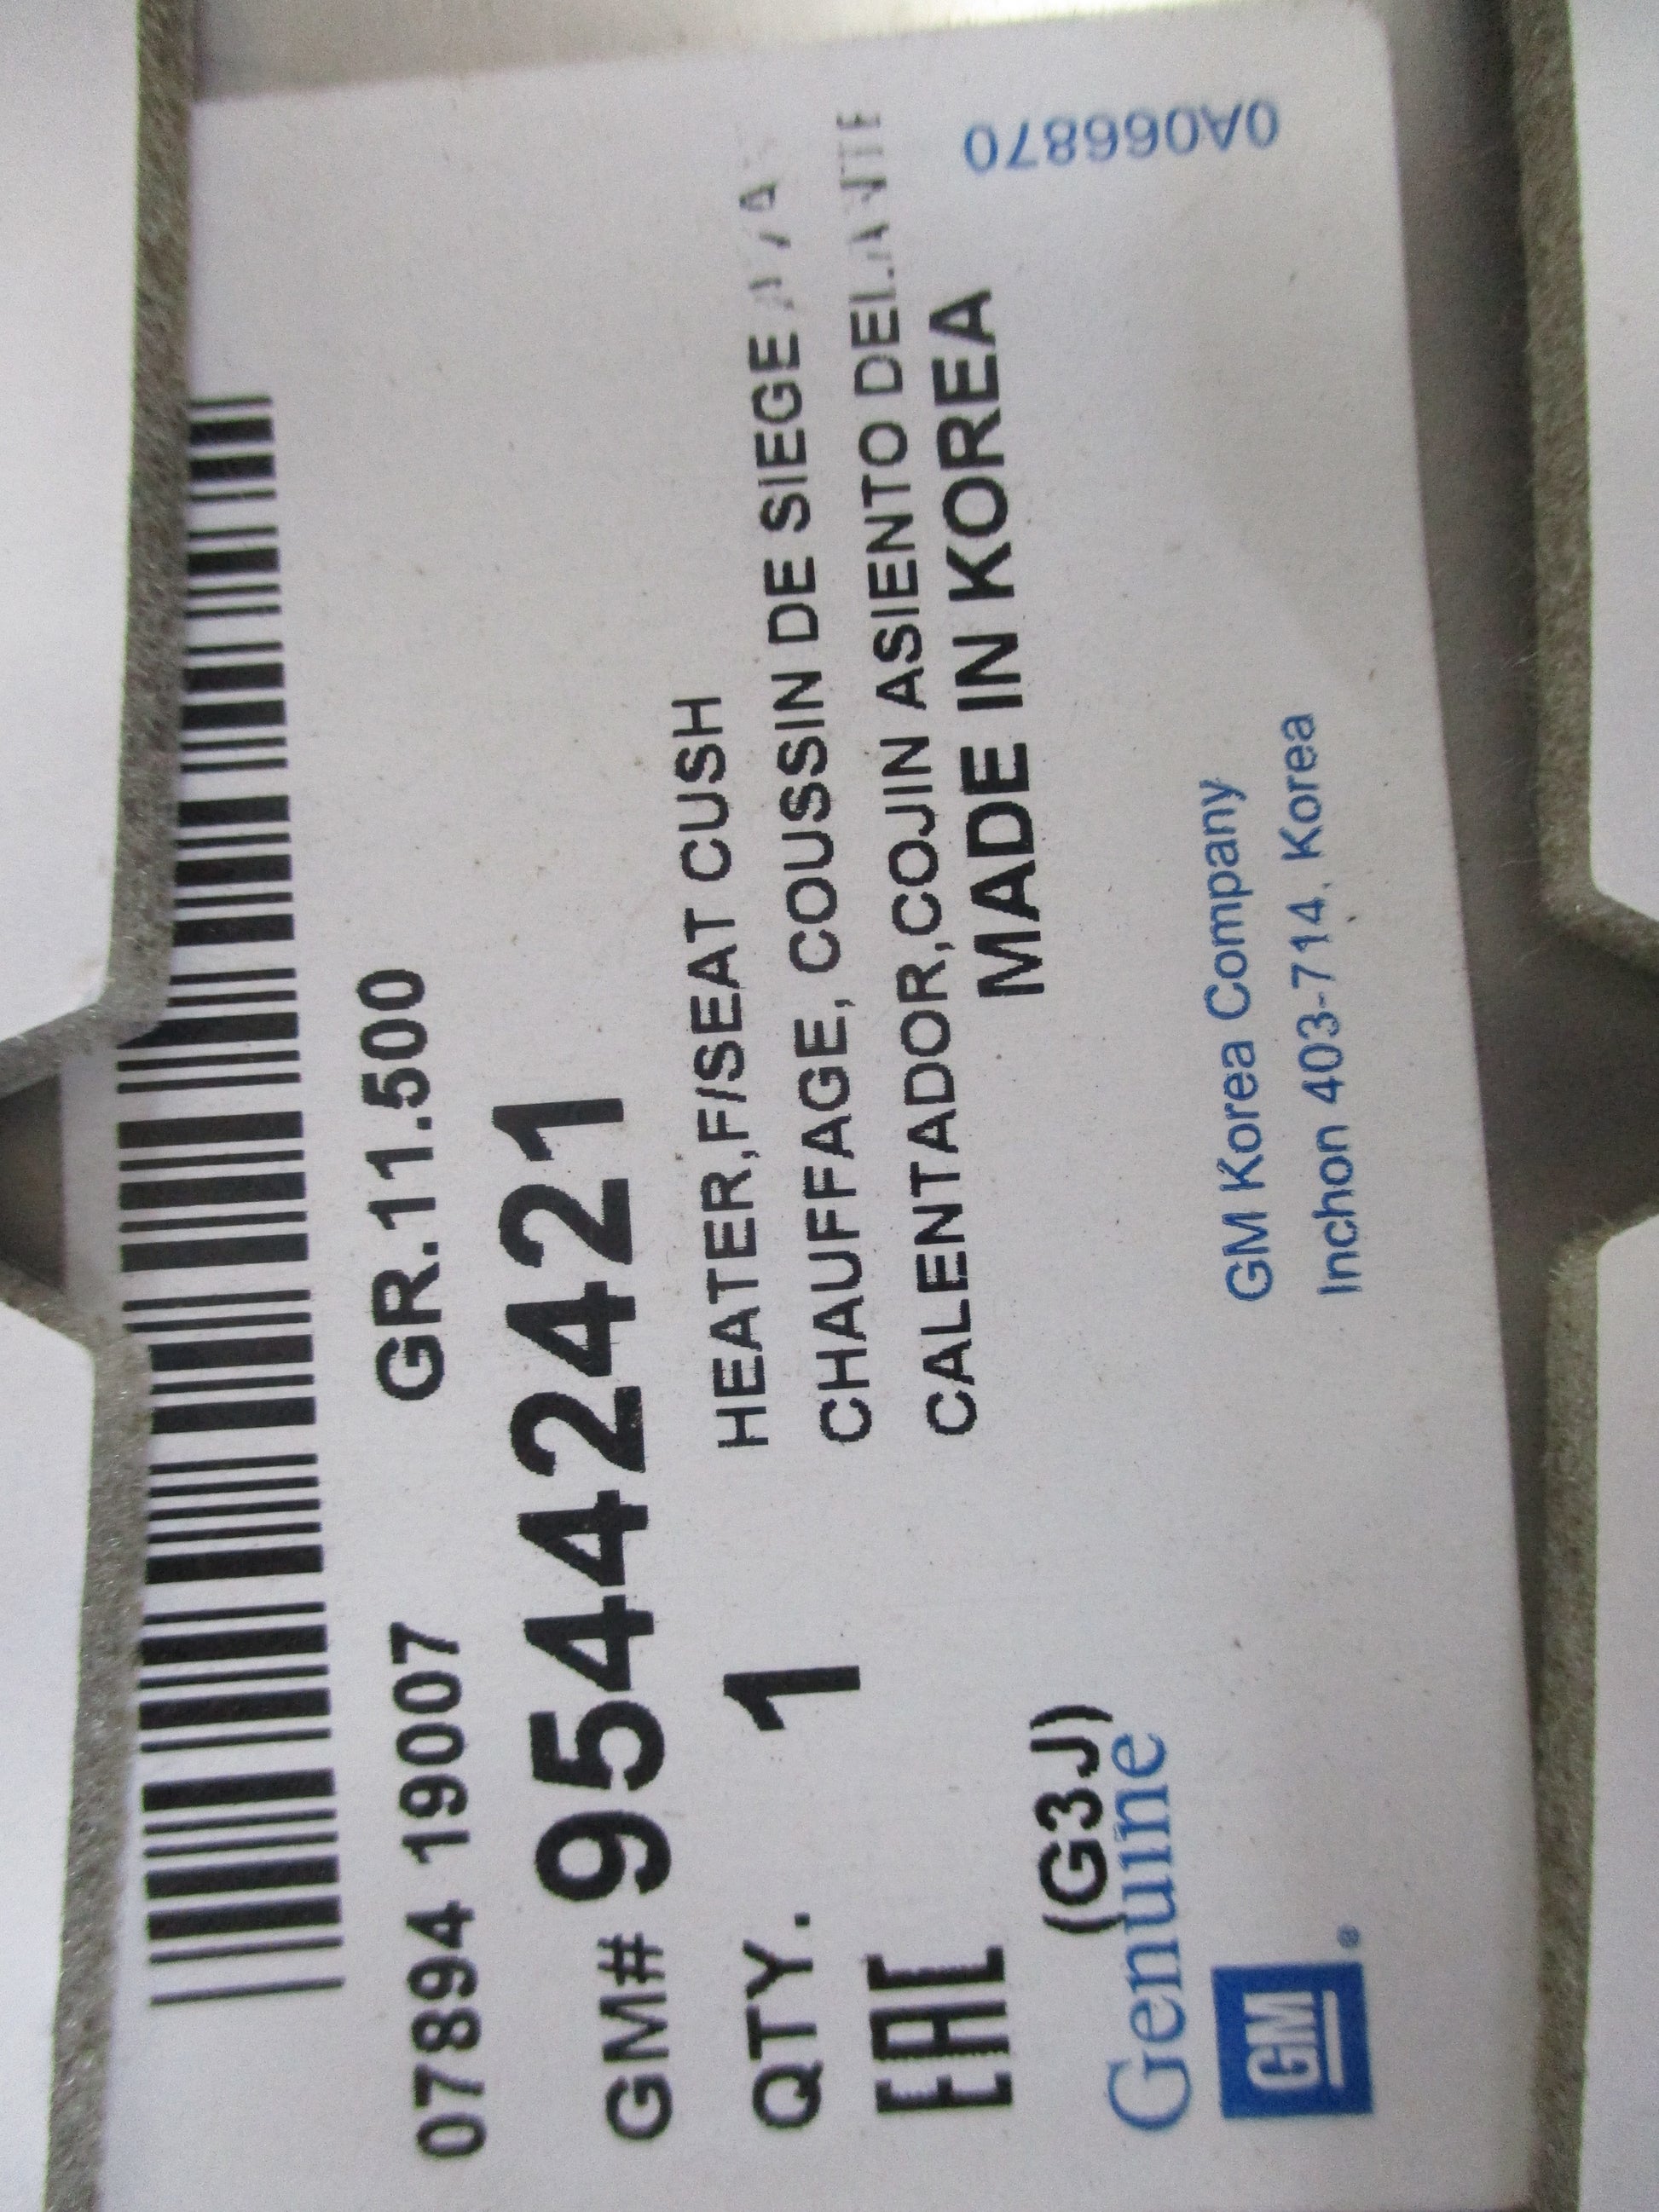 07894 19007 GR.11.500
GM# 95442421
QTY. 1
HEATER,F/SEAT CUSH
CHAUFFAGE, COUSSIN DE SIEGE
CALENTADOR,COJIN ASIENTO DELANTE
MADE IN KOREA
EAC
(G3J)
Genuine
GM
GM Korea Company
Inchon 403-714, Korea
0A066870